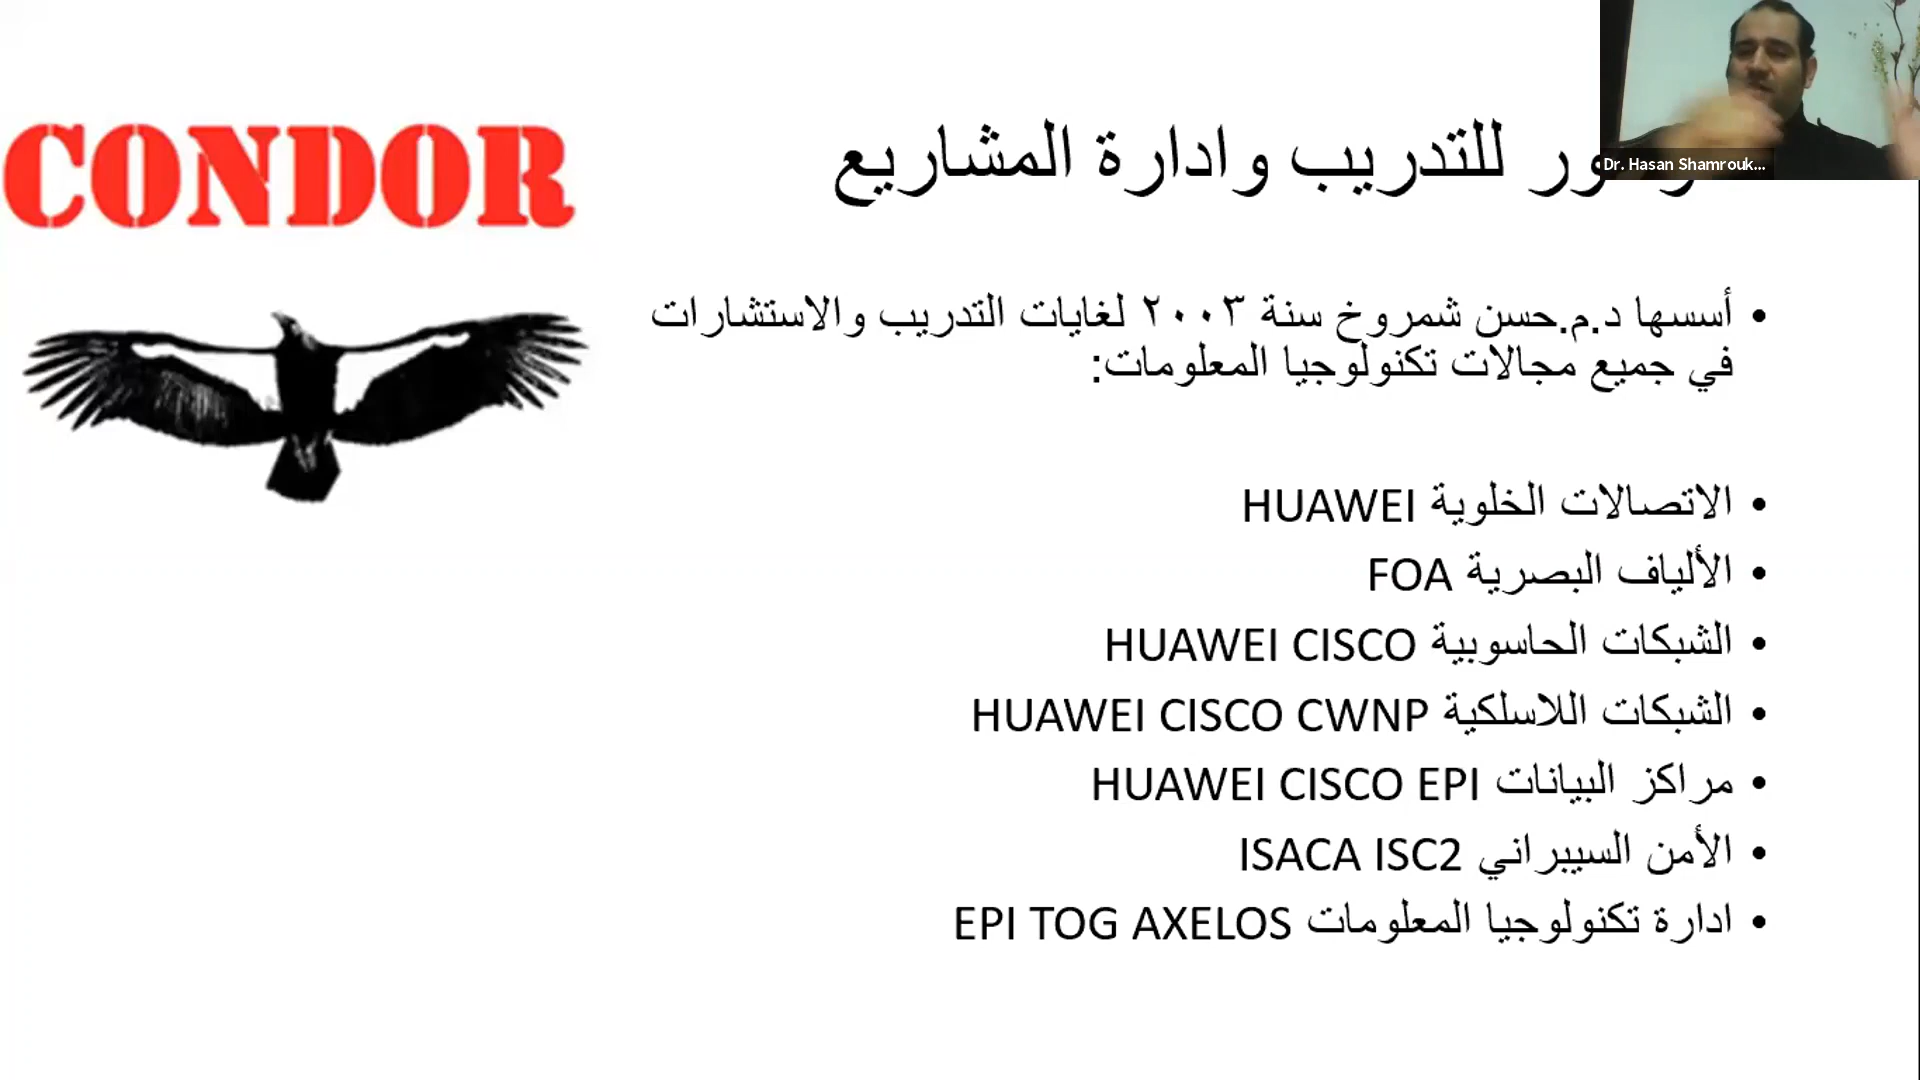 CONDOR
Dr. Hasan Shamrouk...
للتدريب وادارة المشاريع
• أسسها د.م.حسن شمروخ سنة ٢٠٠٣ لغايات التدريب والاستشارات
في جميع مجالات تكنولوجيا المعلومات:
• الاتصالات الخلوية HUAWEI
• الألياف البصرية FOA
• الشبكات الحاسوبية HUAWEI CISCO
• الشبكات اللاسلكية HUAWEI CISCO CWNP
• مراكز البيانات HUAWEI CISCO EPI
• الأمن السيبراني ISACA ISC2
• ادارة تكنولوجيا المعلومات EPI TOG AXELOS